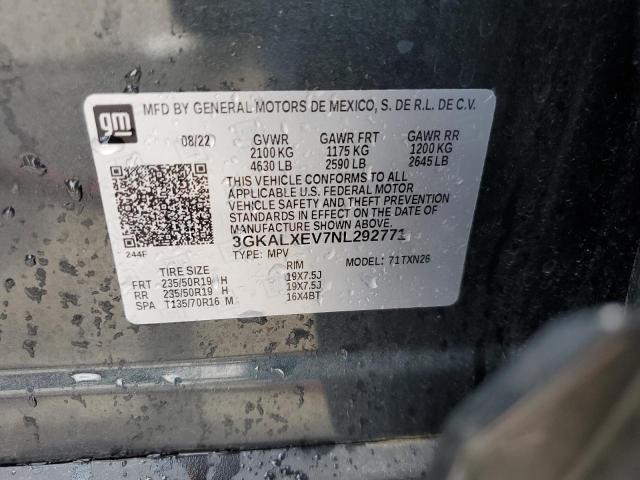 gm
MFD BY GENERAL MOTORS DE MEXICO, S. DE R.L. DE C.V.
08/22 GVWR GAWR FRT GAWR RR
2100 KG 1175 KG 1200 KG
4630 LB 2590 LB 2645 LB
THIS VEHICLE CONFORMS TO ALL
APPLICABLE U.S. FEDERAL MOTOR
VEHICLE SAFETY AND THEFT PREVENTION
STANDARDS IN EFFECT ON THE DATE OF
MANUFACTURE SHOWN ABOVE.
3GKALXEV7NL292771
244F
TYPE: MPV MODEL: 71TXN26
TIRE SIZE RIM
FRT 235/50R19 H 19X7.5J
RR 235/50R19 H 19X7.5J
SPA T135/70R16 M 16X4BT